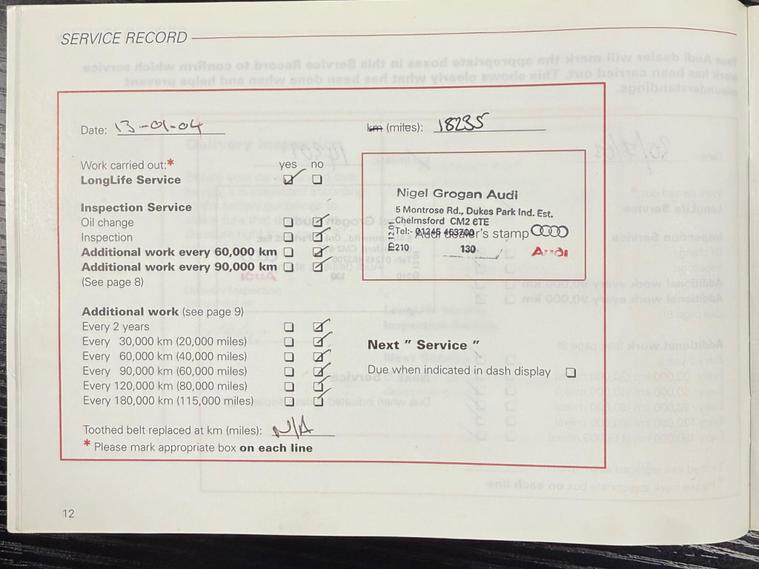 SERVICE RECORD
Date: 13-01-04
km (miles): 18235
Work carried out:* yes no
LongLife Service
Inspection Service
Oil change
Inspection
Additional work every 60,000 km
Additional work every 90,000 km
(See page 8)
Additional work (see page 9)
Every 2 years
Every 30,000 km (20,000 miles)
Every 60,000 km (40,000 miles)
Every 90,000 km (60,000 miles)
Every 120,000 km (80,000 miles)
Every 180,000 km (115,000 miles)
Toothed belt replaced at km (miles): N/A
* Please mark appropriate box on each line
Nigel Grogan Audi
5 Montrose Rd., Dukes Park Ind. Est.
Chelmsford CM2 6TE
Tel:- 01245
Audi dealer's stamp
E210 130 Audi
Next " Service "
Due when indicated in dash display
12